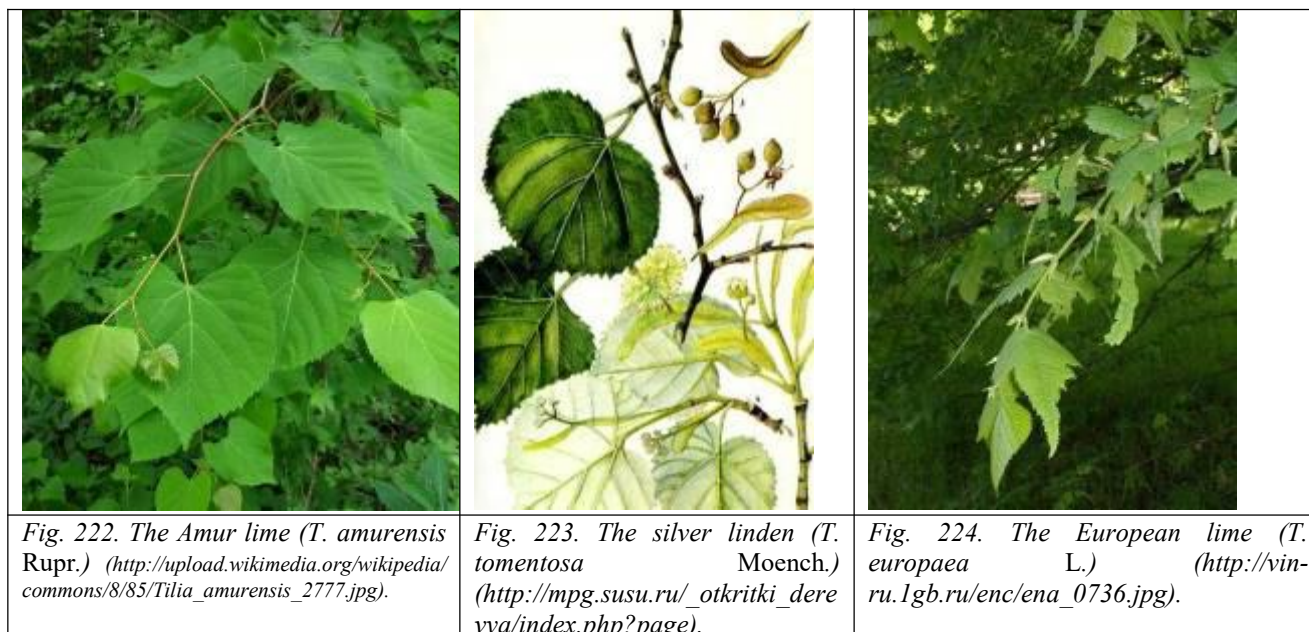 Fig. 222. The Amur lime (T. amurensis
Rupr.) (http://upload.wikimedia.org/wikipedia/
commons/8/85/Tilia_amurensis_2777.jpg).
Fig. 223. The silver linden (T.
tomentosa Moench.)
(http://mpg.susu.ru/_otkritki_dere
vya/index.php?page).
Fig. 224. The European lime (T.
europaea L.) (http://vin-
ru.1gb.ru/enc/ena_0736.jpg).